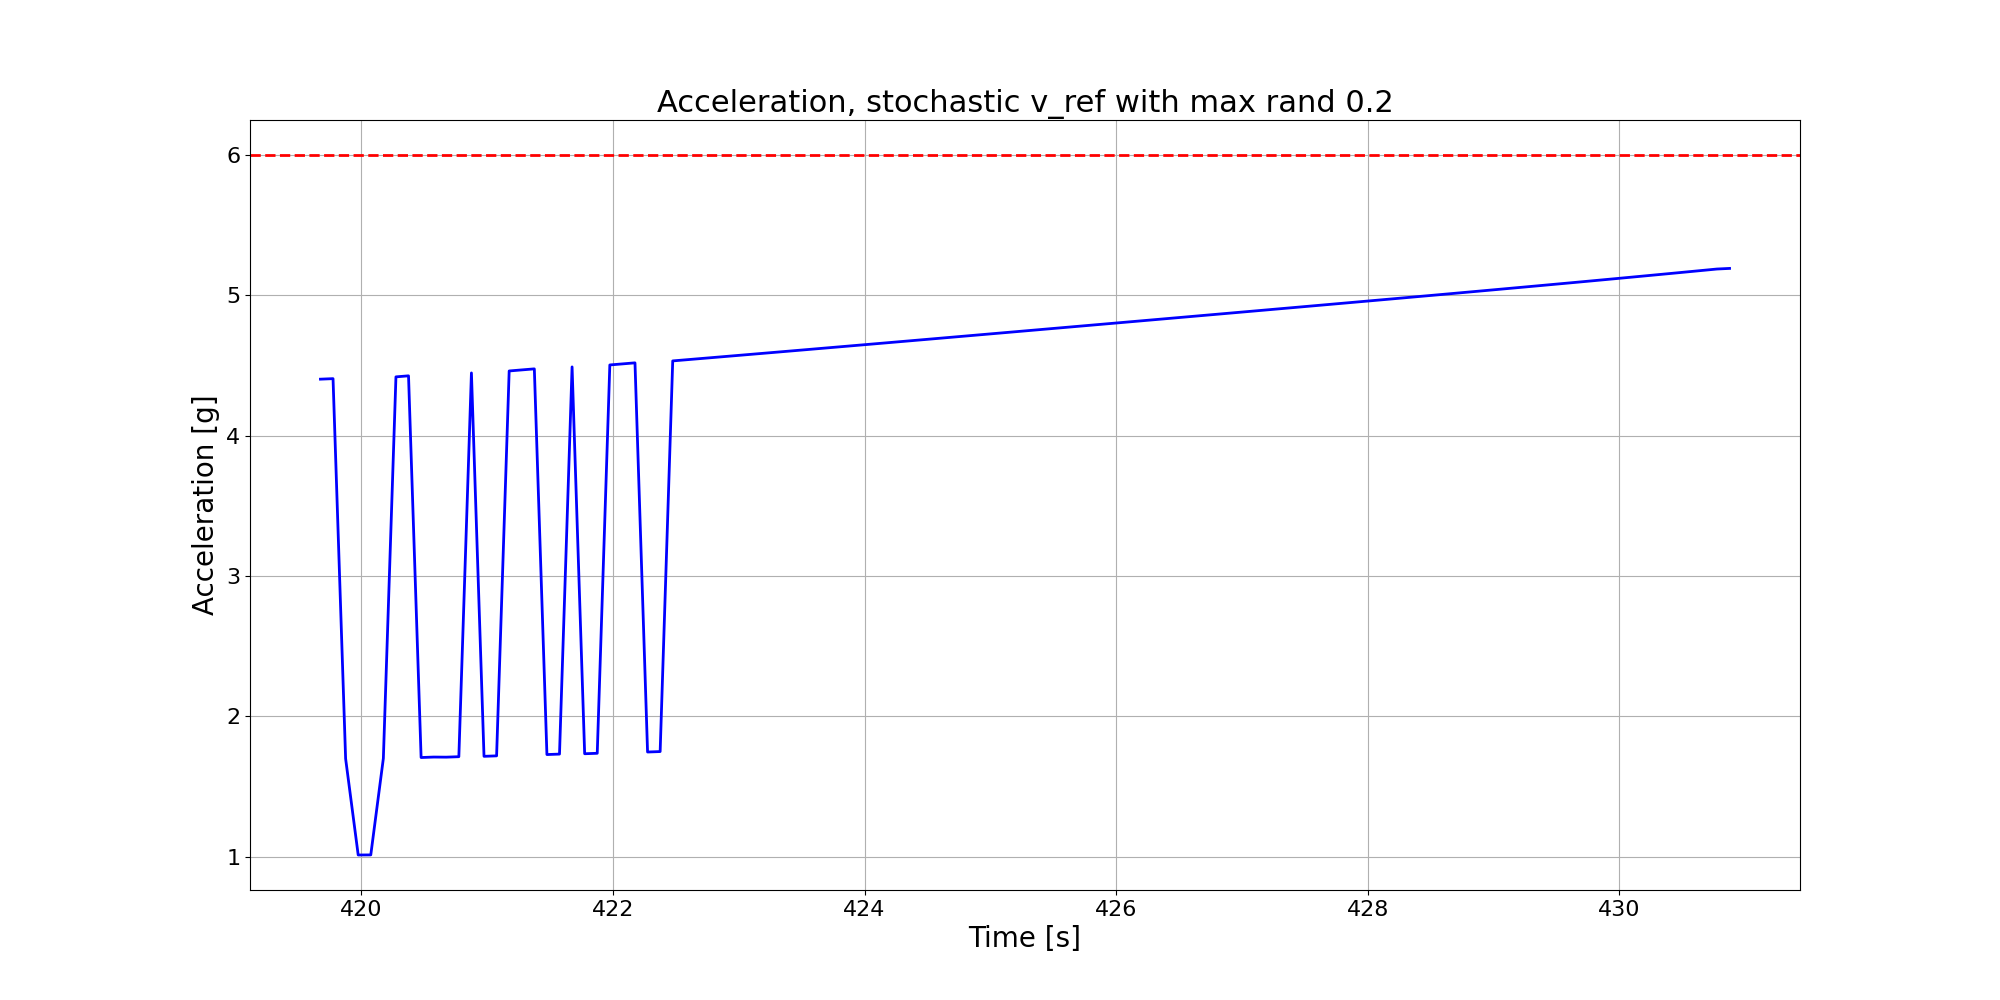 Acceleration, stochastic v_ref with max rand 0.2
6
5
4
3
2
1
Acceleration [g]
420 422 424 426 428 430
Time [s]